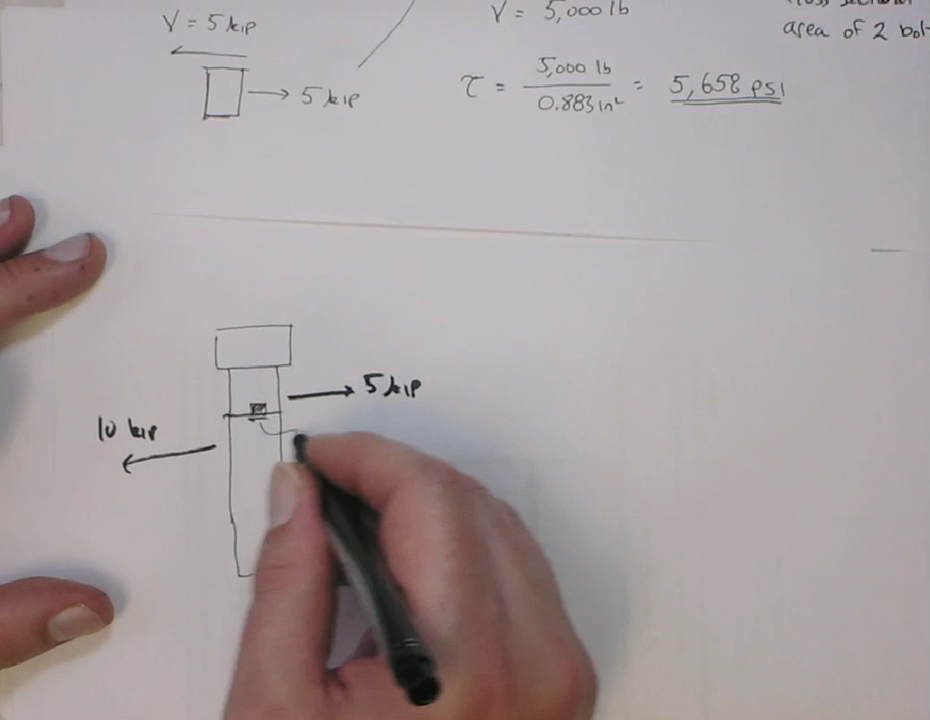 V = 5 kip
→ 5 kip
V = 5,000 lb
τ = 5,000 lb / 0.883 in² = 5,658 psi
area of 2
5 kip
10 kip